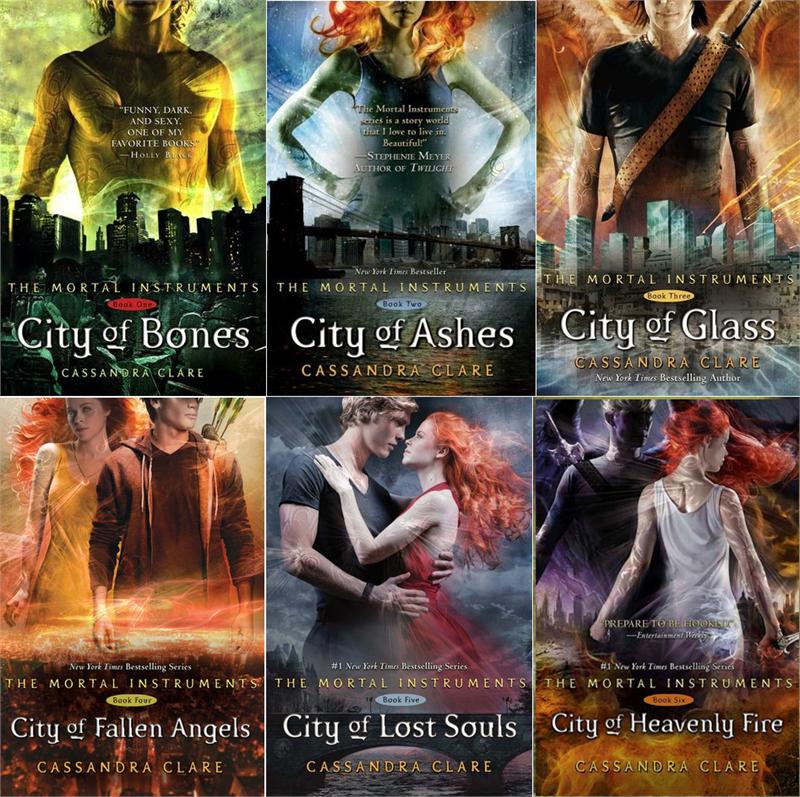 "FUNNY, DARK,
AND SEXY.
ONE OF MY
FAVORITE BOOKS"
—HOLLY BLACK
THE MORTAL INSTRUMENTS
Book One
City of Bones
CASSANDRA CLARE
"The Mortal Instruments
series is a story world
that I love to live in.
Beautiful!"
—STEPHENIE MEYER
AUTHOR OF TWILIGHT
New York Times Bestseller
THE MORTAL INSTRUMENTS
Book Two
City of Ashes
CASSANDRA CLARE
THE MORTAL INSTRUMENTS
Book Three
City of Glass
CASSANDRA CLARE
New York Times Bestselling Author
New York Times Bestselling Series
THE MORTAL INSTRUMENTS
Book Four
City of Fallen Angels
CASSANDRA CLARE
#1 New York Times Bestselling Series
THE MORTAL INSTRUMENTS
Book Five
City of Lost Souls
CASSANDRA CLARE
"PREPARE TO BE HOOKED."
—Entertainment Weekly
#1 New York Times Bestselling Series
THE MORTAL INSTRUMENTS
Book Six
City of Heavenly Fire
CASSANDRA CLARE